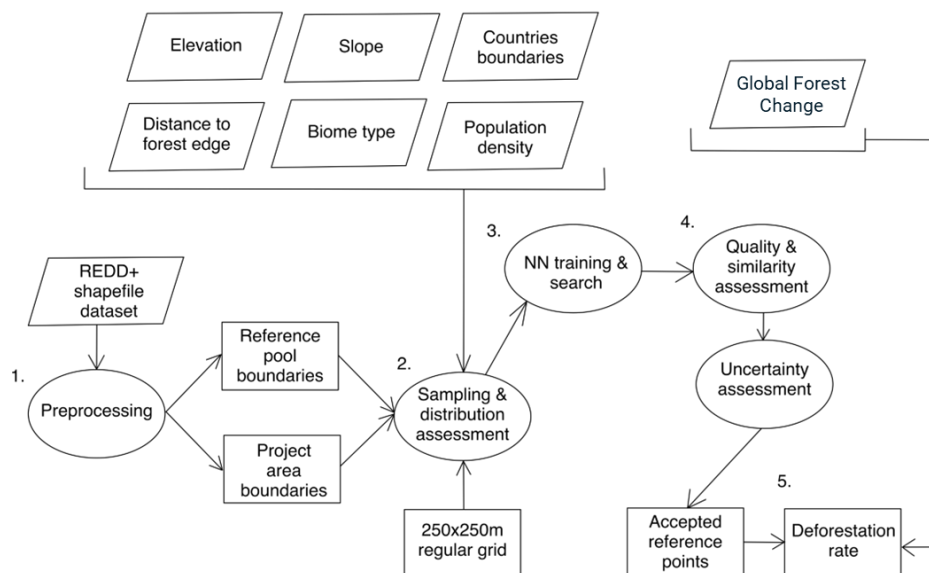 Elevation
Slope
Countries
boundaries
Global Forest
Change
Distance to
forest edge
Biome type
Population
density
3.
4.
NN training &
search
Quality &
similarity
assessment
REDD+
shapefile
dataset
Reference
pool
boundaries
1.
2.
Preprocessing
Sampling &
distribution
assessment
Uncertainty
assessment
Project
area
boundaries
5.
250x250m
regular grid
Accepted
reference
points
Deforestation
rate